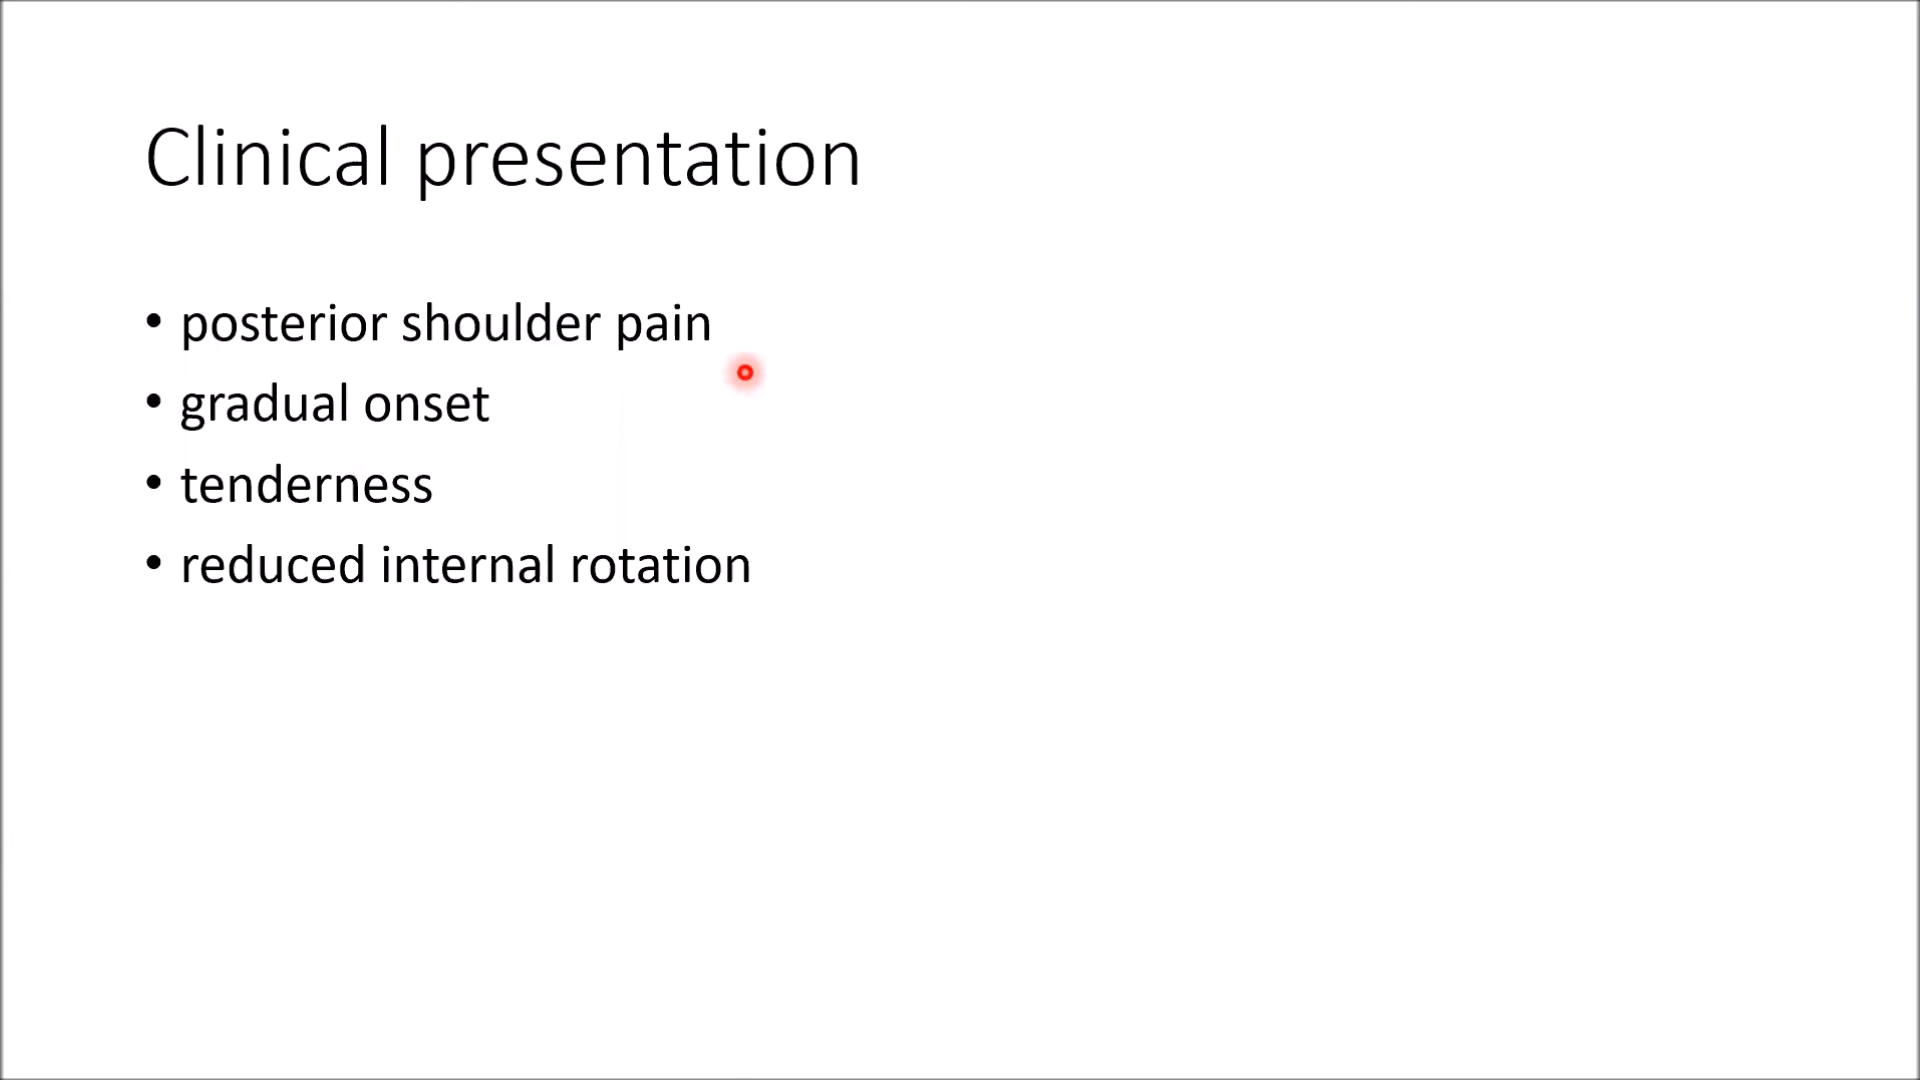 Clinical presentation
• posterior shoulder pain
• gradual onset
• tenderness
• reduced internal rotation